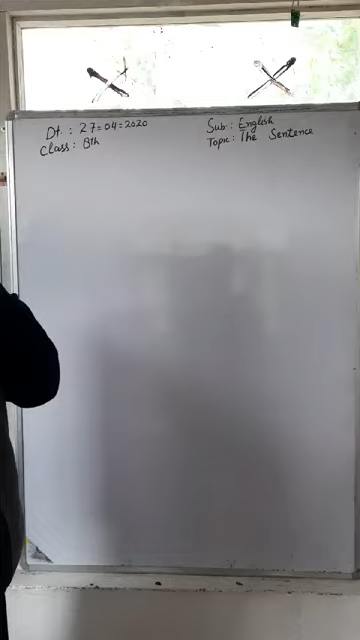 Dt. : 27=04=2020
Class : 8th
Sub : English
Topic : The Sentence